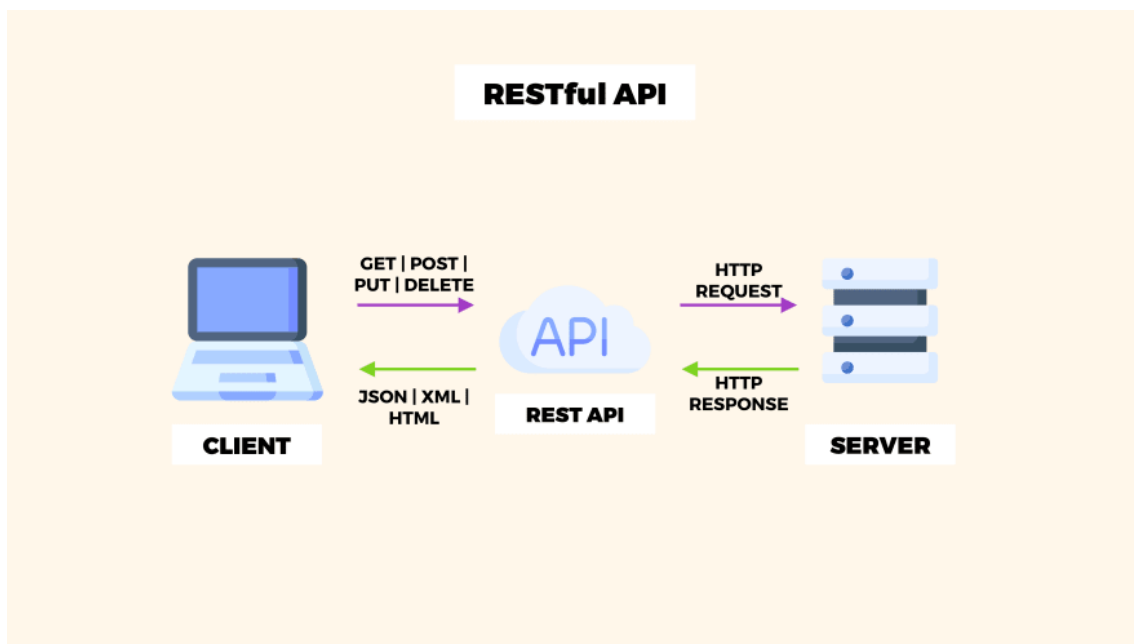 RESTful API
GET | POST |
PUT | DELETE
HTTP
REQUEST
API
JSON | XML |
HTML
HTTP
RESPONSE
REST API
CLIENT
SERVER